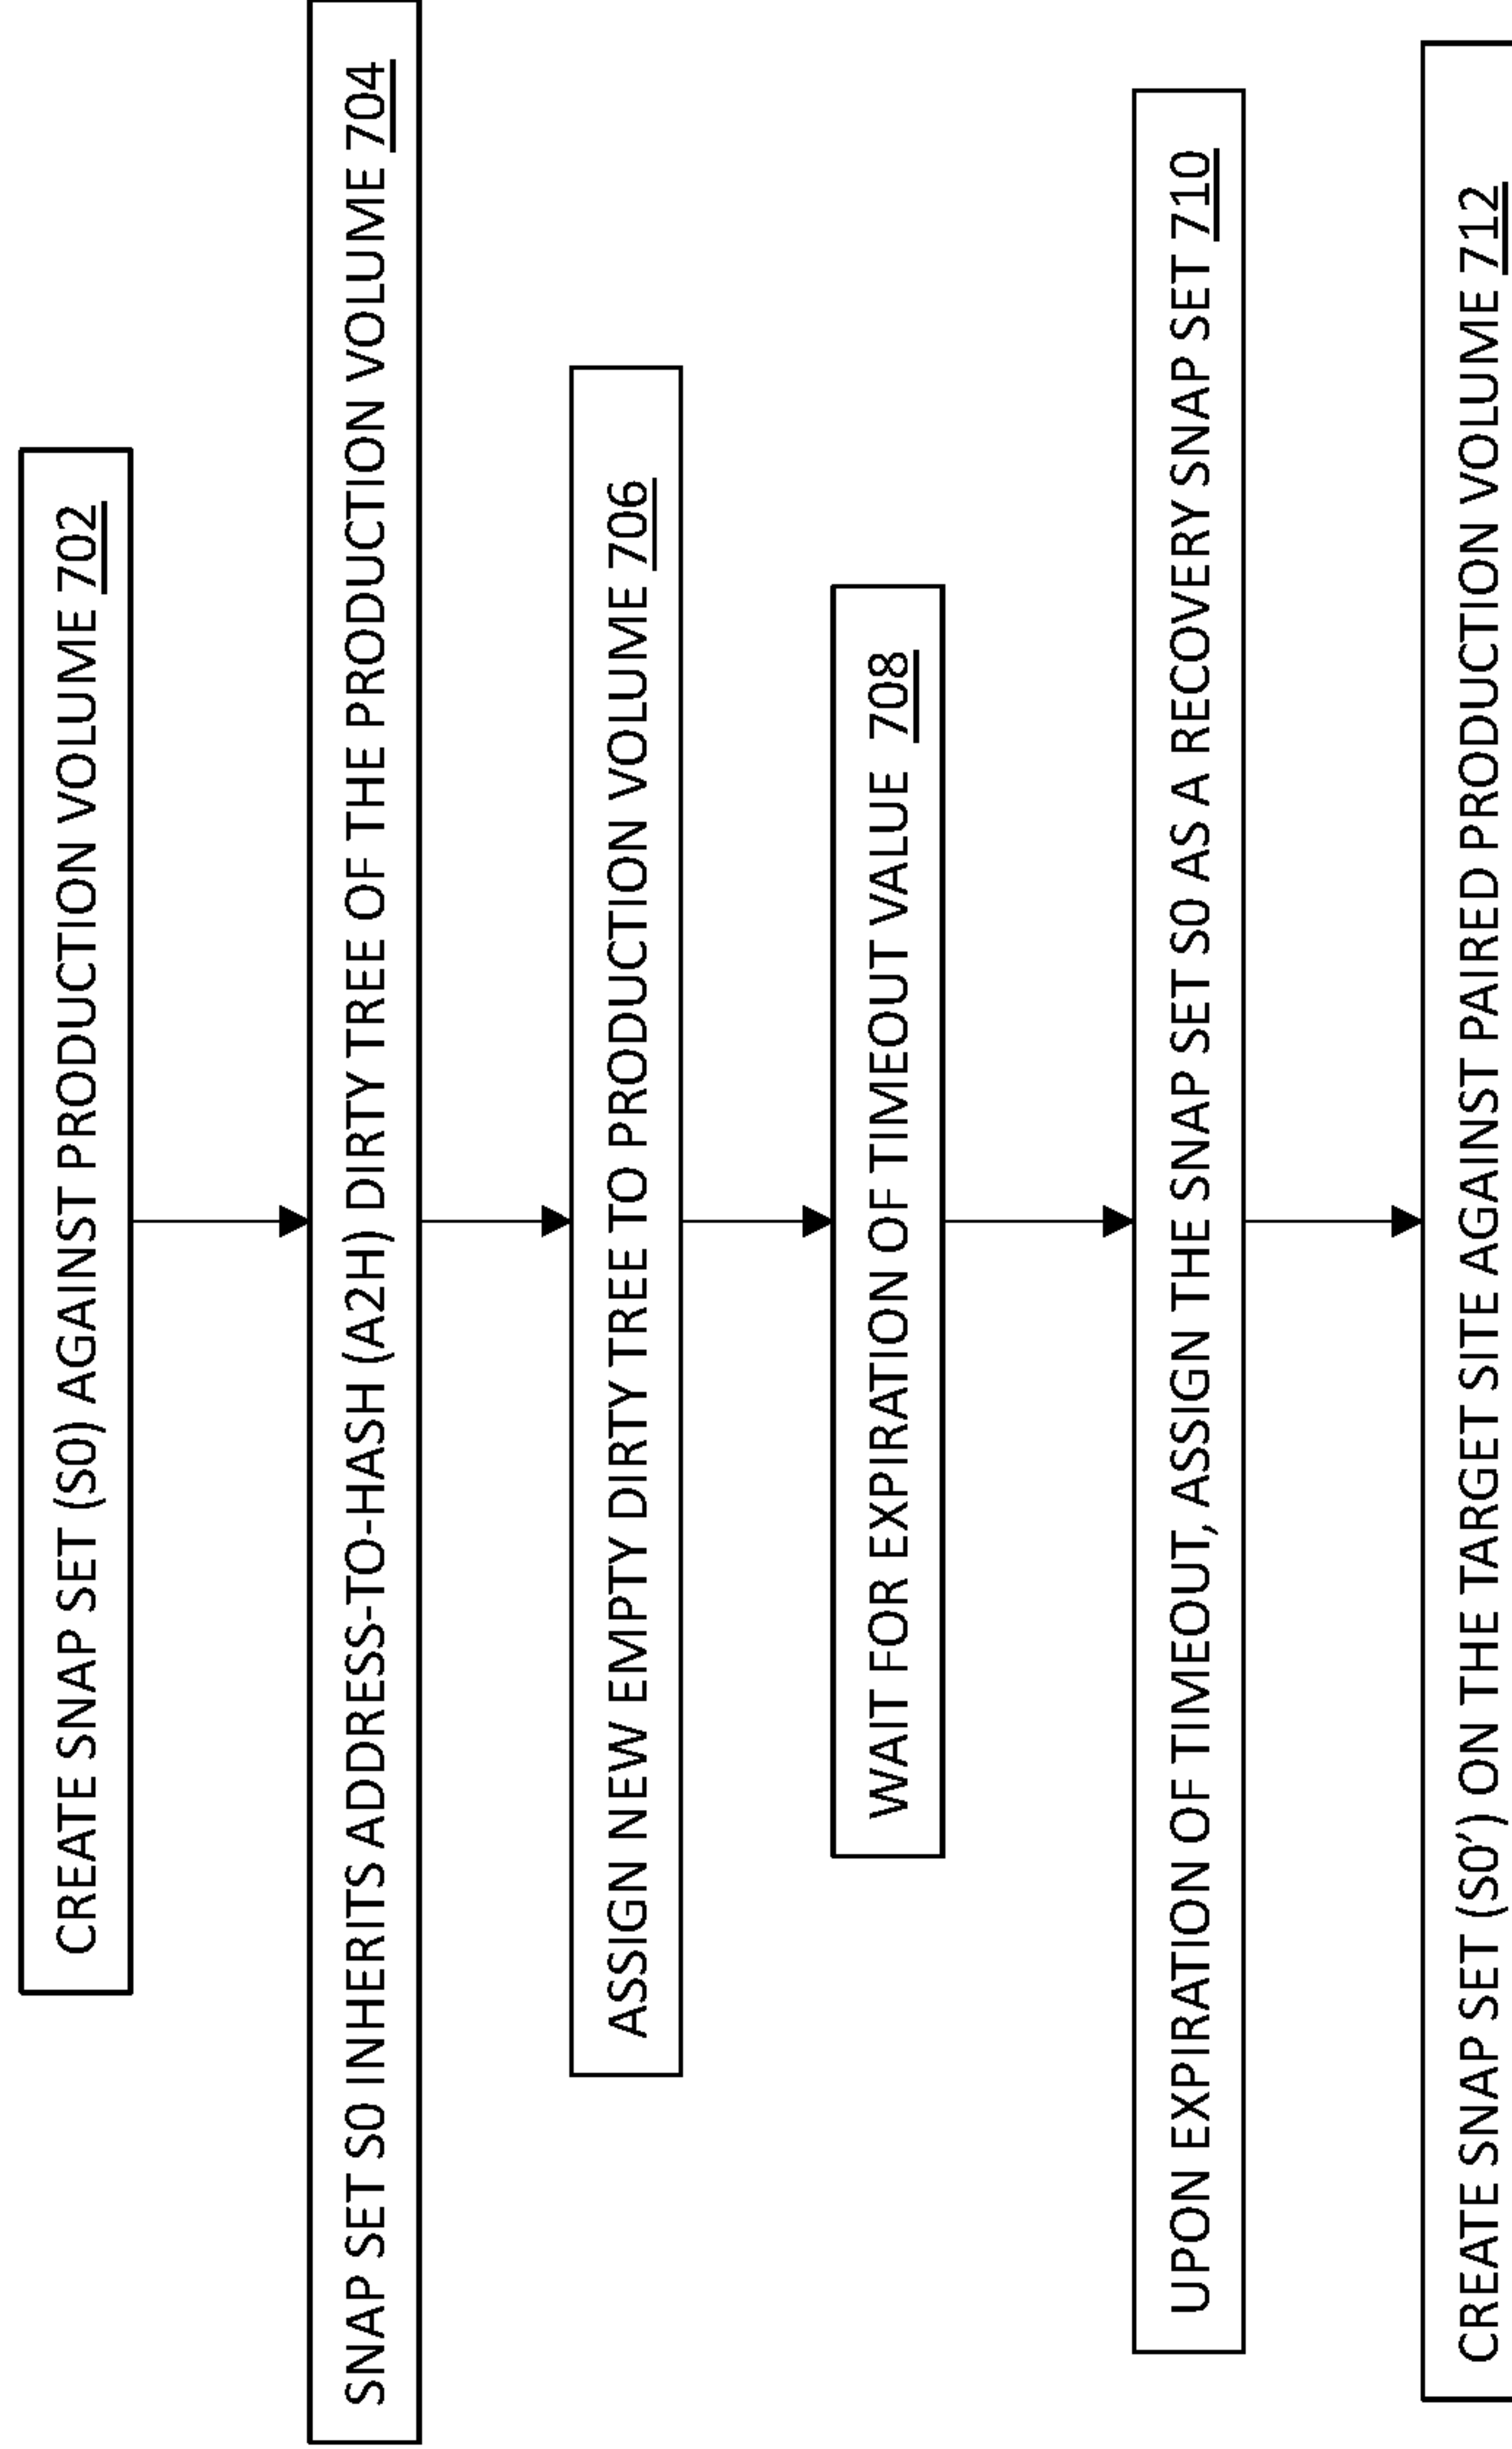 CREATE SNAP SET (S0) AGAINST PRODUCTION VOLUME 702
SNAP SET S0 INHERITS ADDRESS-TO-HASH (A2H) DIRTY TREE OF THE PRODUCTION VOLUME 704
ASSIGN NEW EMPTY DIRTY TREE TO PRODUCTION VOLUME 706
WAIT FOR EXPIRATION OF TIMEOUT VALUE 708
UPON EXPIRATION OF TIMEOUT, ASSIGN THE SNAP SET S0 AS A RECOVERY SNAP SET 710
CREATE SNAP SET (S0’) ON THE TARGET SITE AGAINST PAIRED PRODUCTION VOLUME 712